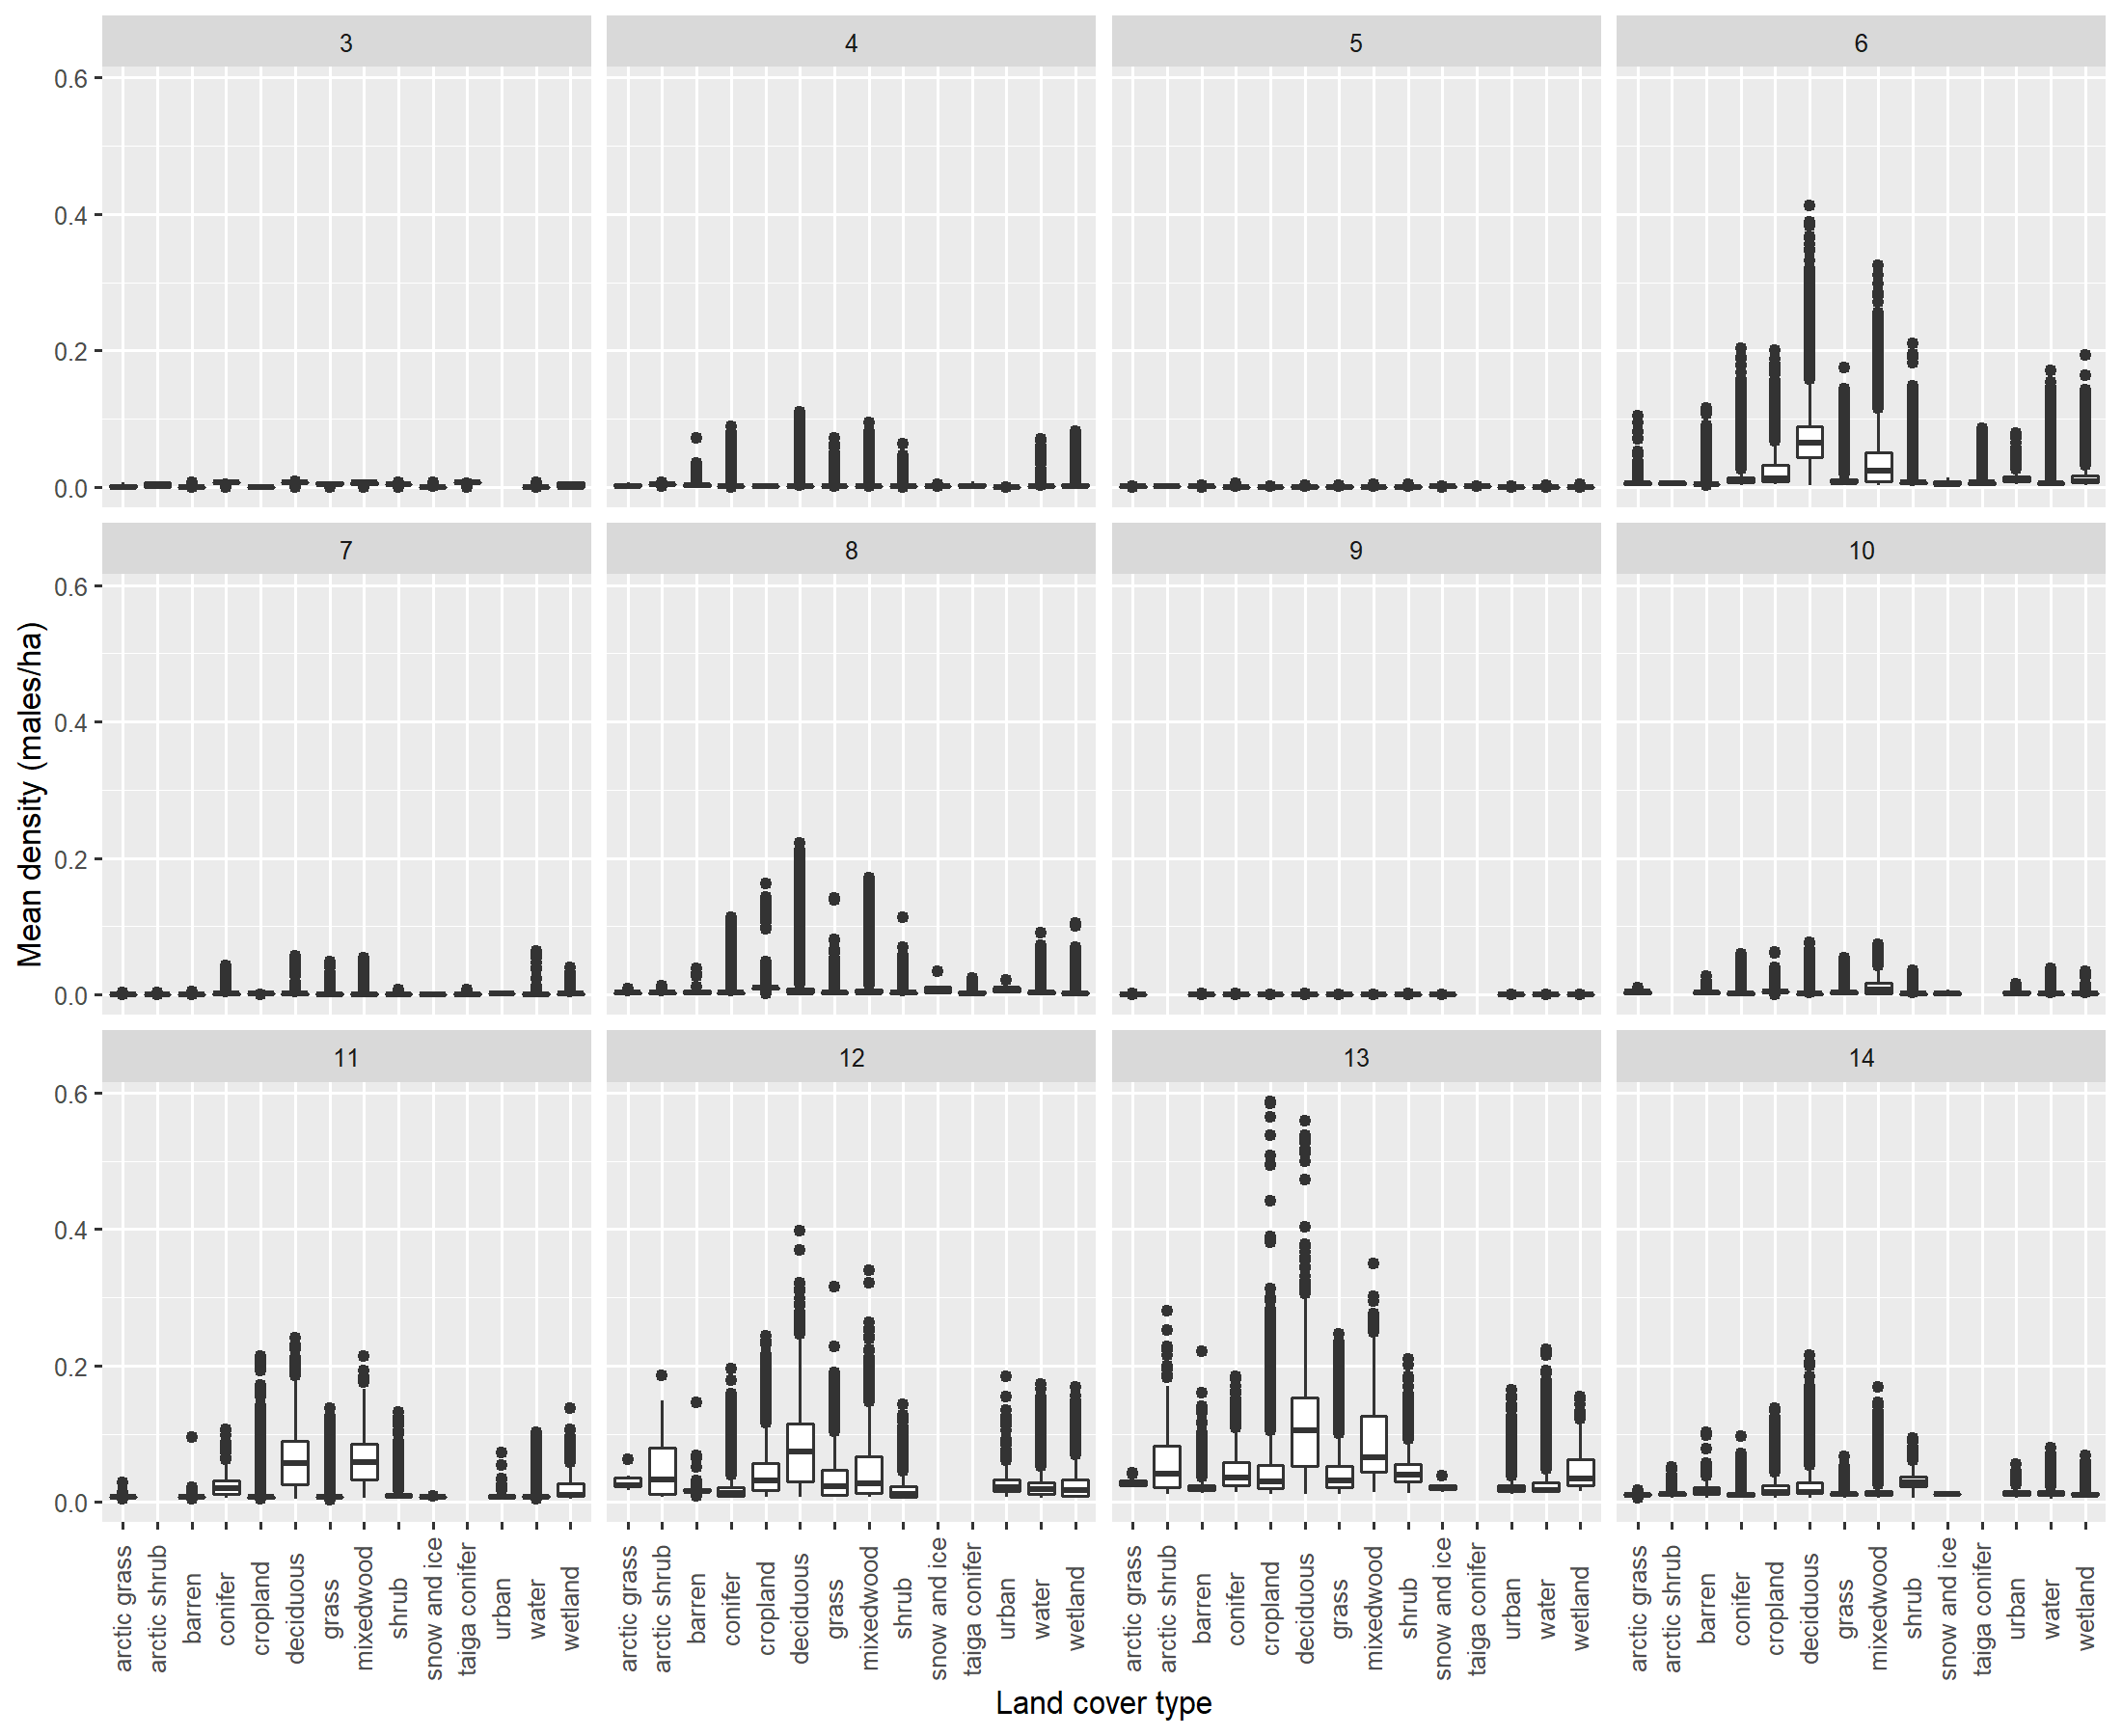 3 4 5 6
0.6
0.4
0.2
0.0
7 8 9 10
0.6
0.4
0.2
0.0
Mean density (males/ha)
11 12 13 14
0.6
0.4
0.2
0.0
arctic grass arctic shrub barren conifer cropland deciduous grass mixedwood shrub snow and ice taiga conifer urban water wetland
arctic grass arctic shrub barren conifer cropland deciduous grass mixedwood shrub snow and ice taiga conifer urban water wetland
arctic grass arctic shrub barren conifer cropland deciduous grass mixedwood shrub snow and ice taiga conifer urban water wetland
arctic grass arctic shrub barren conifer cropland deciduous grass mixedwood shrub snow and ice taiga conifer urban water wetland
Land cover type